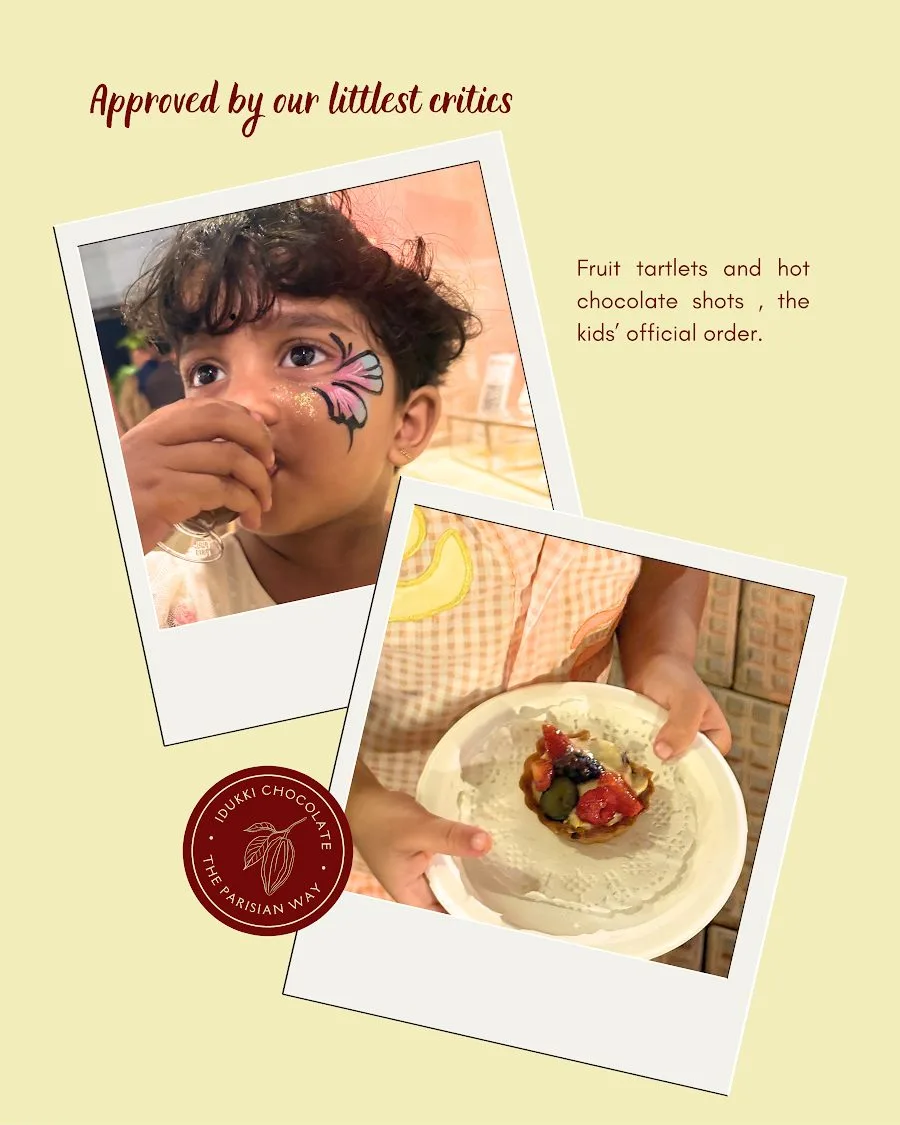 Approved by our littlest critics
Fruit tartlets and hot
chocolate shots , the
kids’ official order.
IDUKKI CHOCOLATE
THE PARISIAN WAY